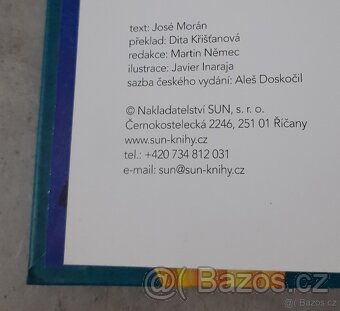 text: José Morán
překlad: Dita Křišťanová
redakce: Martin Němec
ilustrace: Javier Inaraja
sazba českého vydání: Aleš Doskočil
© Nakladatelství SUN, s. r. o.
Černokostelecká 2246, 251 01 Říčany
www.sun-knihy.cz
tel.: +420 734 812 031
e-mail: sun@sun-knihy.cz
Bazos.cz
© Bazos.cz